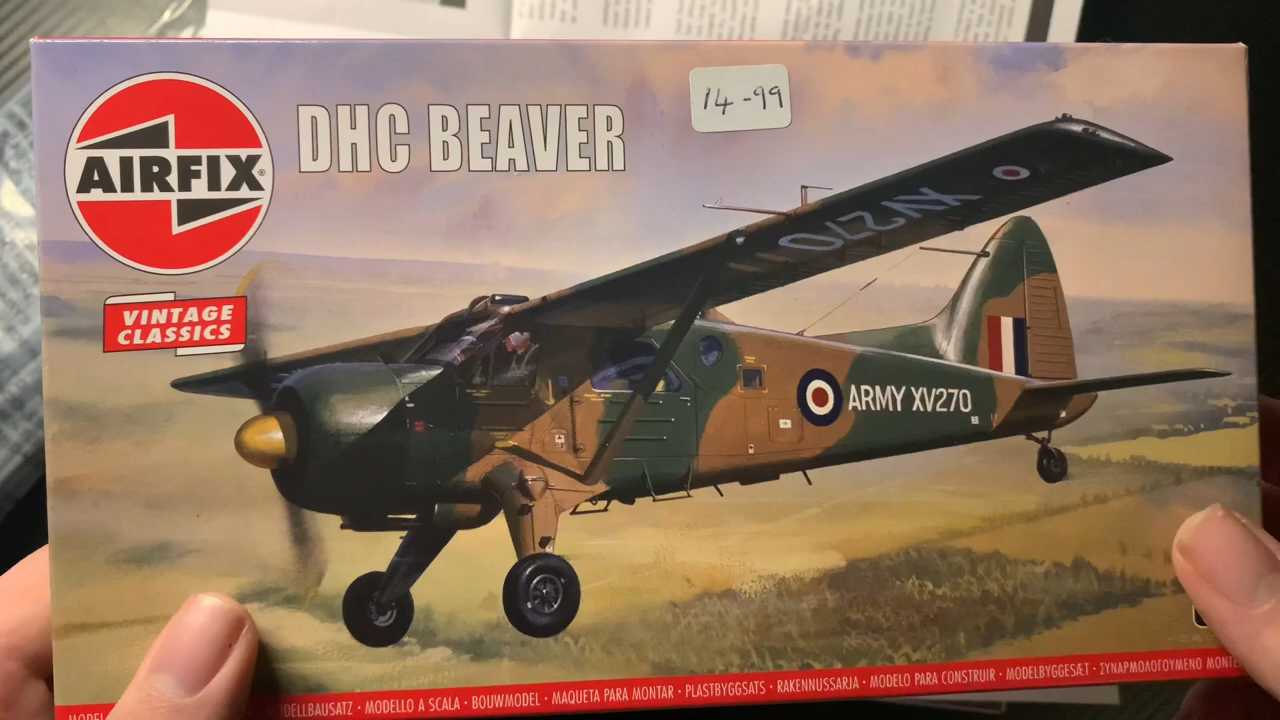 AIRFIX®
DHC BEAVER
14-99
VINTAGE
CLASSICS
XV270
ARMY XV270
MODELLO A SCALA · BOUWMODEL · MAQUETA PARA MONTAR · PLASTBYGGSATS · RAKENNUSSARJA · MODELO PARA CONSTRUIR · MODELBYGGESÆT · ΣΥΝΑΡΜΟΛΟΓΟΥΜΕΝΟ